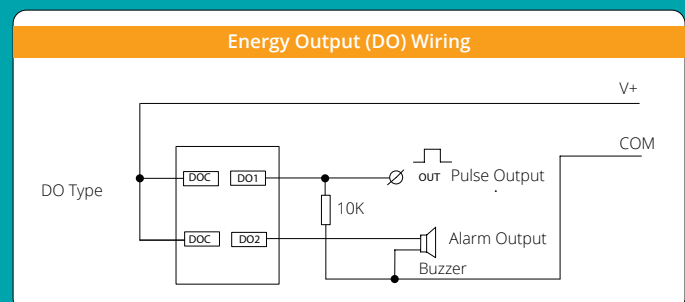 Energy Output (DO) Wiring
V+
COM
DO Type
DOC DO1
OUT Pulse Output
10K
DOC DO2
Alarm Output
Buzzer